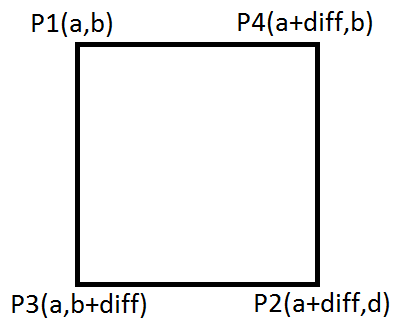 P1(a,b)
P4(a+diff,b)
P3(a,b+diff)
P2(a+diff,d)